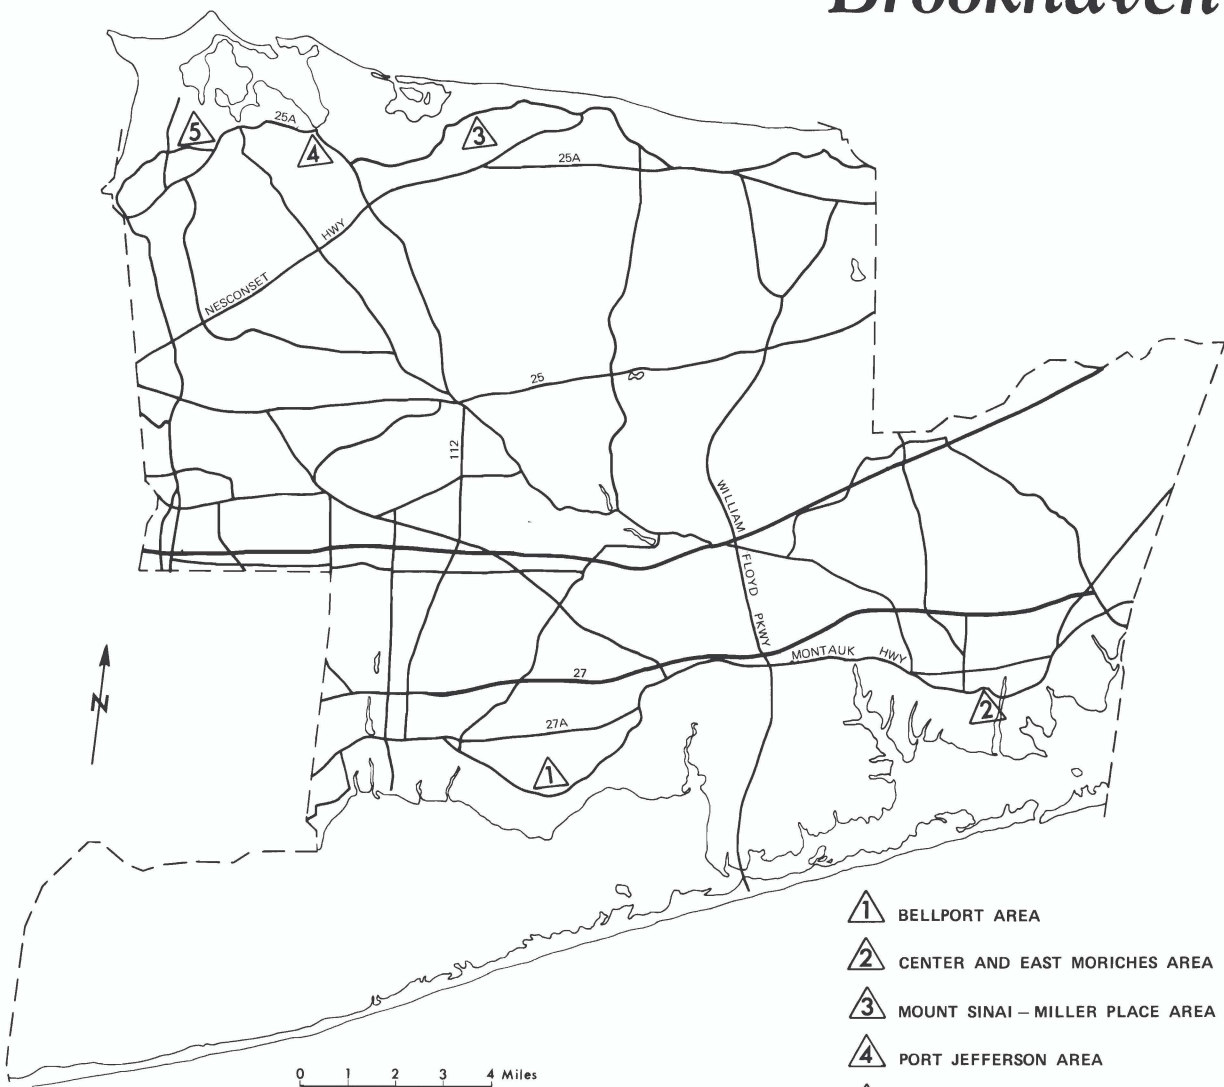 Brookhaven
5
25A
4
3
25A
NESCONSET HWY
25
112
WILLIAM FLOYD PKWY
MONTAUK HWY
27
2
27A
1
N
0 1 2 3 4 Miles
1 BELLPORT AREA
2 CENTER AND EAST MORICHES AREA
3 MOUNT SINAI – MILLER PLACE AREA
4 PORT JEFFERSON AREA